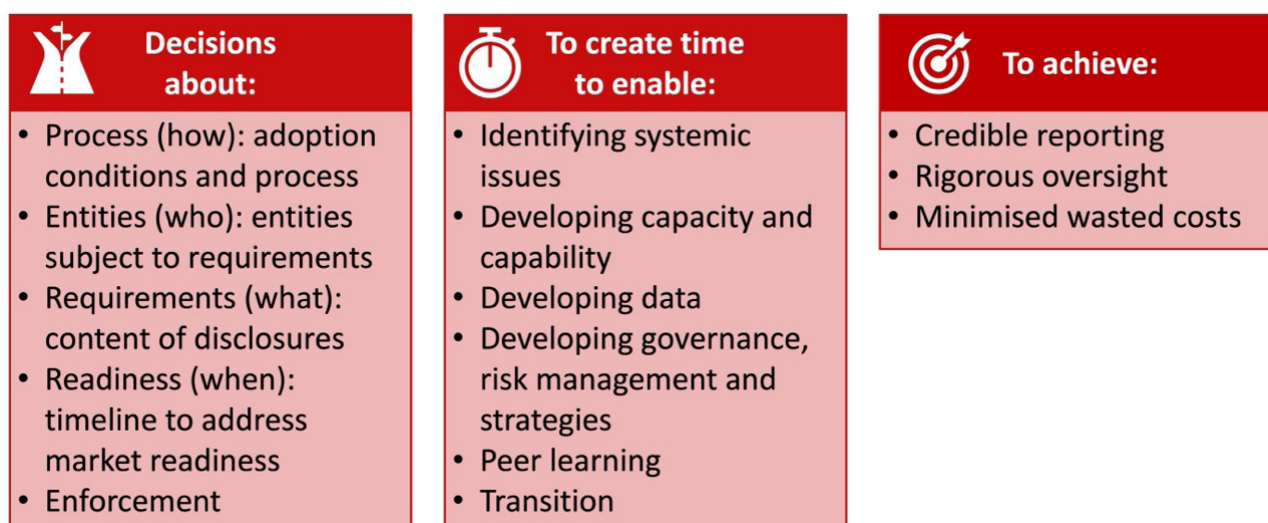 Decisions
about:
• Process (how): adoption
conditions and process
• Entities (who): entities
subject to requirements
• Requirements (what):
content of disclosures
• Readiness (when):
timeline to address
market readiness
• Enforcement
To create time
to enable:
• Identifying systemic
issues
• Developing capacity and
capability
• Developing data
• Developing governance,
risk management and
strategies
• Peer learning
• Transition
To achieve:
• Credible reporting
• Rigorous oversight
• Minimised wasted costs